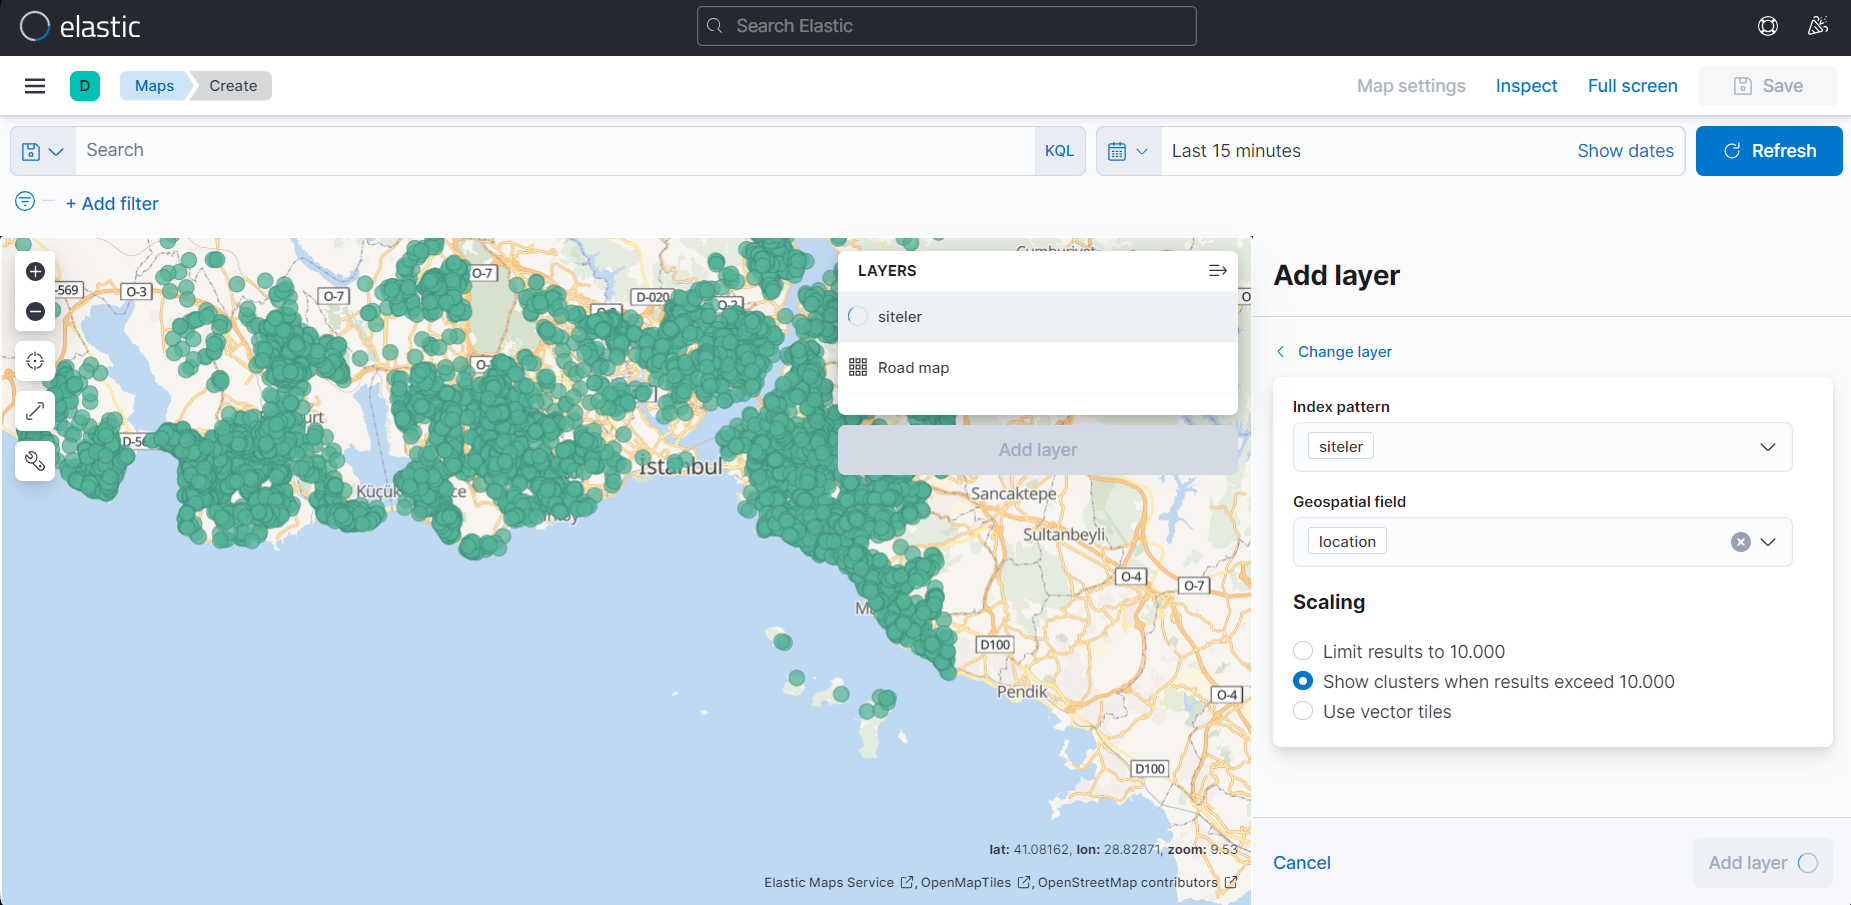 elastic
Search Elastic
D
Maps
Create
Map settings
Inspect
Full screen
Save
Search
KQL
Last 15 minutes
Show dates
Refresh
+ Add filter
O-3
O-7
O-7
D-020
LAYERS
siteler
Road map
Add layer
İstanbul
Sancaktepe
Sultanbeyli
O-4
O-7
D100
Pendik
O-4
D100
lat: 41.08162, lon: 28.82871, zoom: 9.53
Elastic Maps Service , OpenMapTiles , OpenStreetMap contributors
Add layer
Change layer
Index pattern
siteler
Geospatial field
location
Scaling
Limit results to 10.000
Show clusters when results exceed 10.000
Use vector tiles
Cancel
Add layer